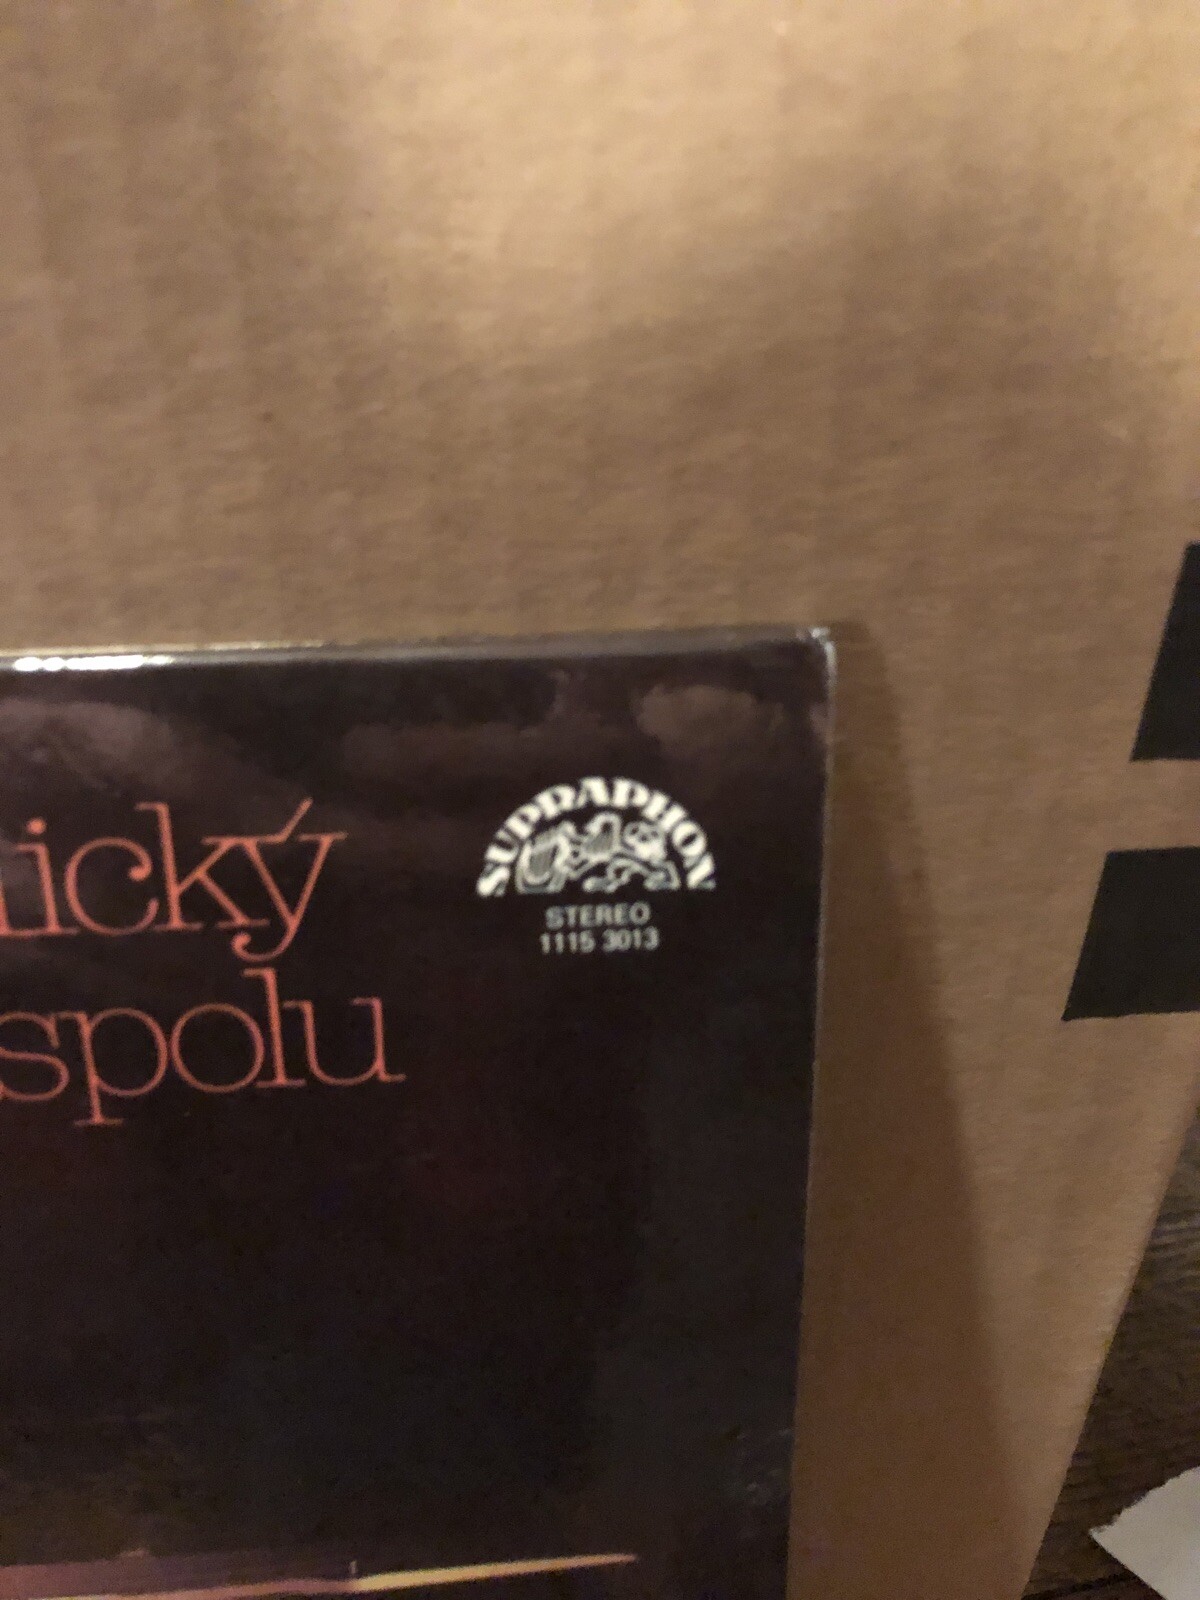 nický
spolu
SUPRAPHON
STEREO
1115 3013